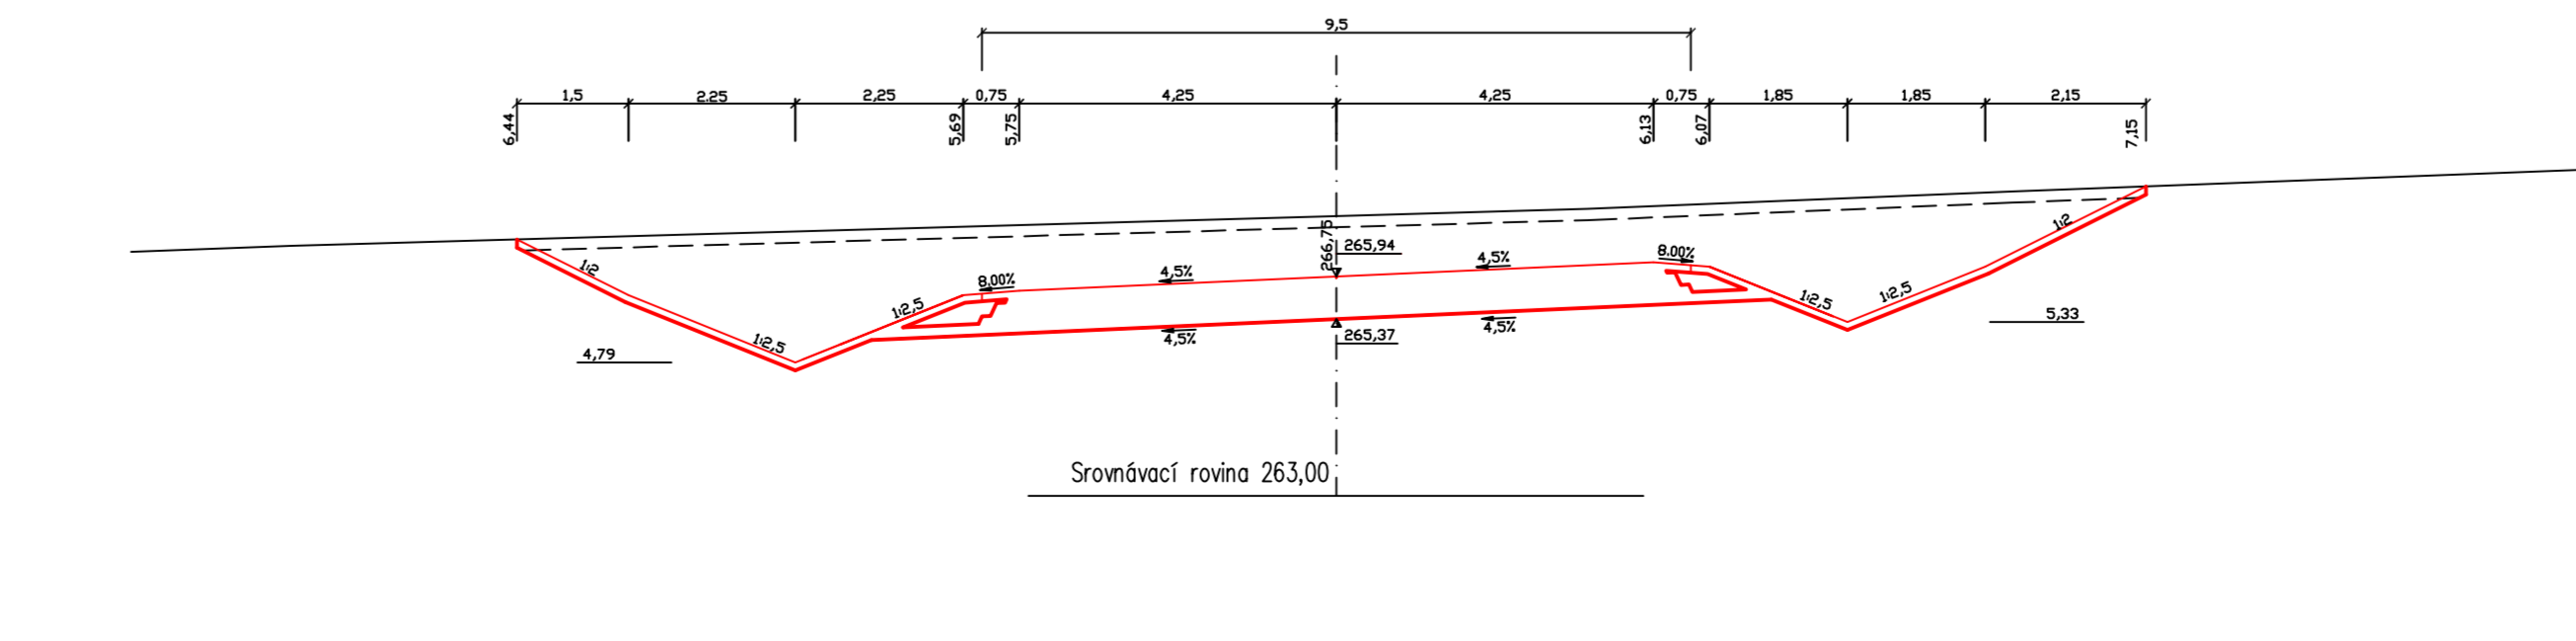 9,5
1,5 2.25 2,25 0,75 4,25 4,25 0,75 1,85 1,85 2,15
6,44 5,69 5,75 6,13 6,07 7,15
266,75
265,94
1:2 1:2,5 1:2,5 8.00% 4,5% 4,5% 8.00% 1:2,5 1:2,5 1:2
4,5% 4,5%
265,37
4,79
5,33
Srovnávací rovina 263,00